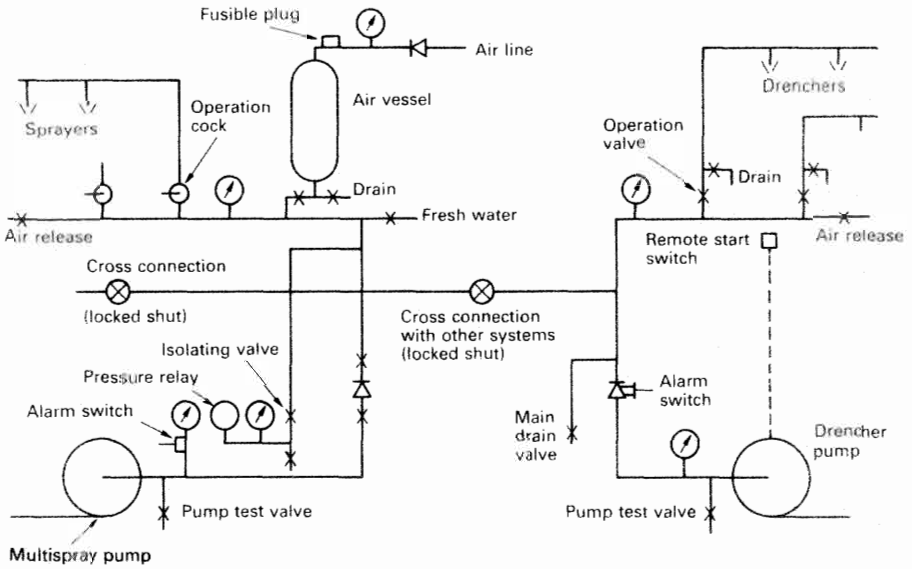 Fusible plug
Air line
Air vessel
Drenchers
Operation
cock
Sprayers
Operation
valve
Drain
Drain
Fresh water
Air release
Remote start
switch
Air release
Cross connection
(locked shut)
Cross connection
with other systems
(locked shut)
Isolating valve
Pressure relay
Alarm switch
Alarm
switch
Main
drain
valve
Drencher
pump
Pump test valve
Pump test valve
Multispray pump